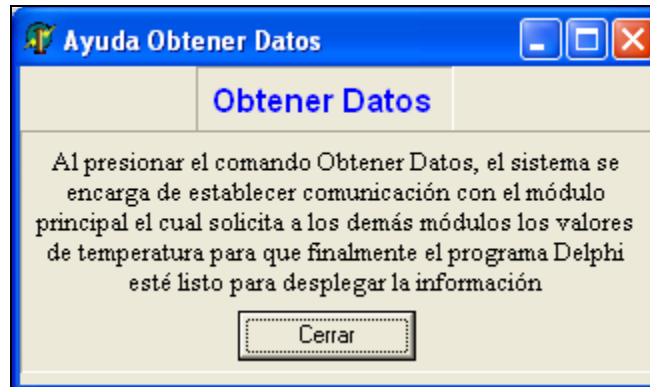 Ayuda Obtener Datos
Obtener Datos
Al presionar el comando Obtener Datos, el sistema se
encarga de establecer comunicación con el módulo
principal el cual solicita a los demás módulos los valores
de temperatura para que finalmente el programa Delphi
esté listo para desplegar la información
Cerrar